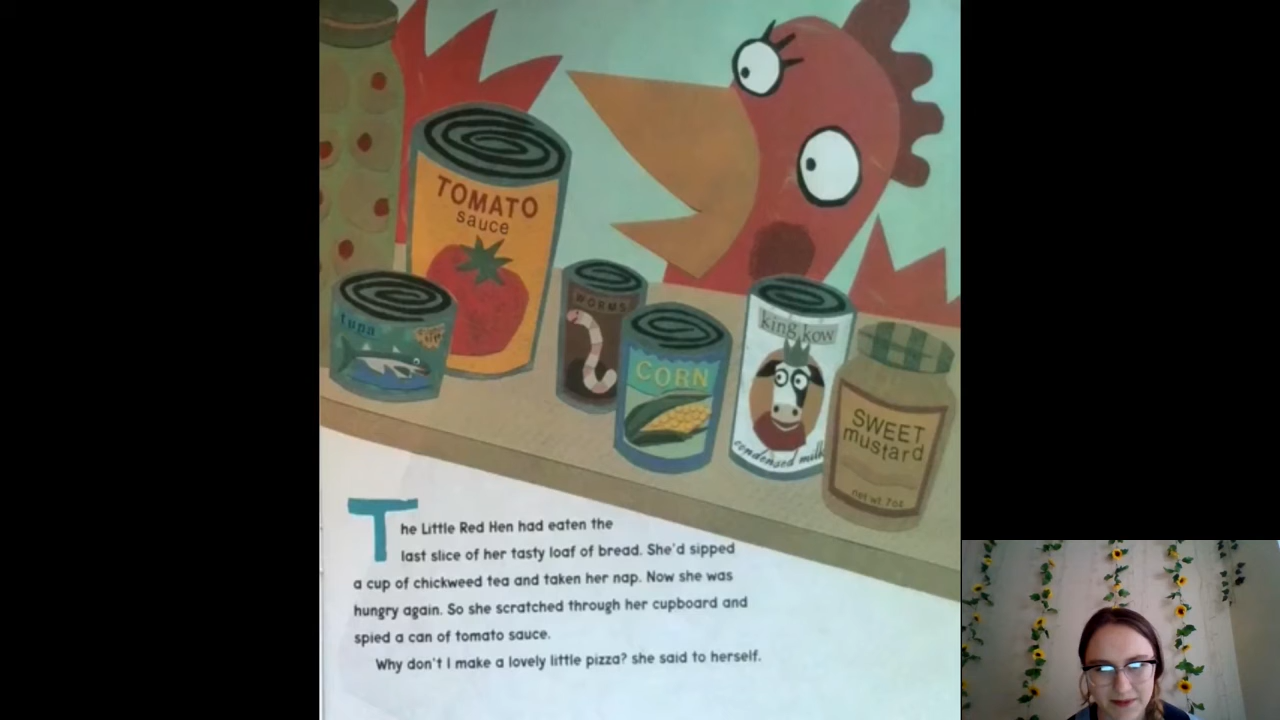 TOMATO
sauce
tuna
WORMS
CORN
king kow
condensed milk
SWEET
mustard
net wt. 7oz
The Little Red Hen had eaten the
last slice of her tasty loaf of bread. She'd sipped
a cup of chickweed tea and taken her nap. Now she was
hungry again. So she scratched through her cupboard and
spied a can of tomato sauce.
Why don't I make a lovely little pizza? she said to herself.